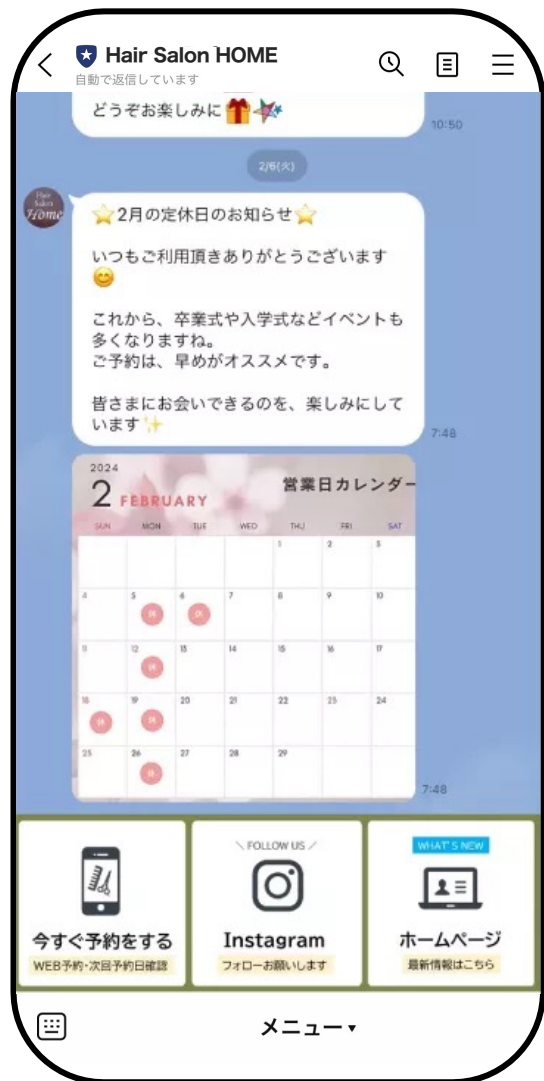 Hair Salon HOME
自動で返信しています
どうぞお楽しみに🎁
10:50
2/6(火)
Hair
Salon
Home
⭐2月の定休日のお知らせ⭐
いつもご利用頂きありがとうございます
😊
これから、卒業式や入学式などイベントも
多くなりますね。
ご予約は、早めがオススメです。
皆さまにお会いできるのを、楽しみにして
います✨
7:48
2024
2 FEBRUARY
営業日カレンダー
SUN MON TUE WED THU FRI SAT
1 2 3
4 5 6 7 8 9 10
休 休
11 12 13 14 15 16 17
休
18 19 20 21 22 23 24
休 休
25 26 27 28 29
休
7:48
今すぐ予約をする
WEB予約・次回予約日確認
\ FOLLOW US /
Instagram
フォローお願いします
WHAT'S NEW
ホームページ
最新情報はこちら
メニュー ▾